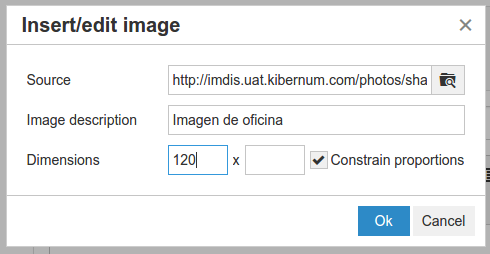 Insert/edit image
×
Source http://imdis.uat.kibernum.com/photos/sha
Image description Imagen de oficina
Dimensions 120 x Constrain proportions
Ok Cancel